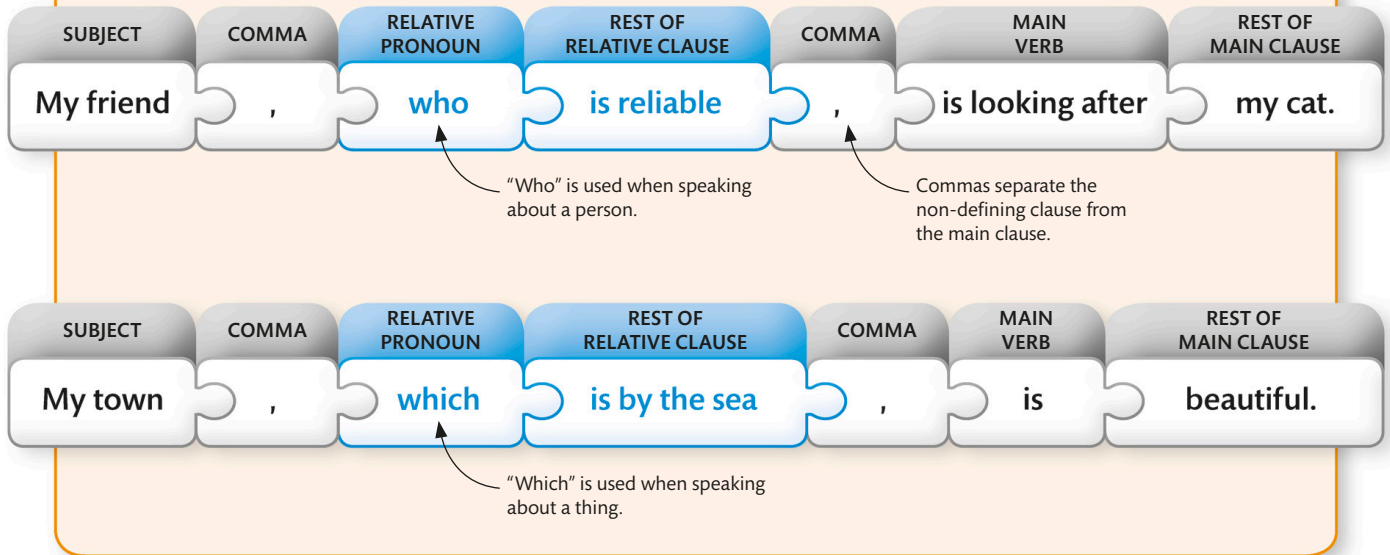 SUBJECT COMMA RELATIVE PRONOUN REST OF RELATIVE CLAUSE COMMA MAIN VERB REST OF MAIN CLAUSE
My friend , who is reliable , is looking after my cat.
"Who" is used when speaking
about a person.
Commas separate the
non-defining clause from
the main clause.
SUBJECT COMMA RELATIVE PRONOUN REST OF RELATIVE CLAUSE COMMA MAIN VERB REST OF MAIN CLAUSE
My town , which is by the sea , is beautiful.
"Which" is used when speaking
about a thing.